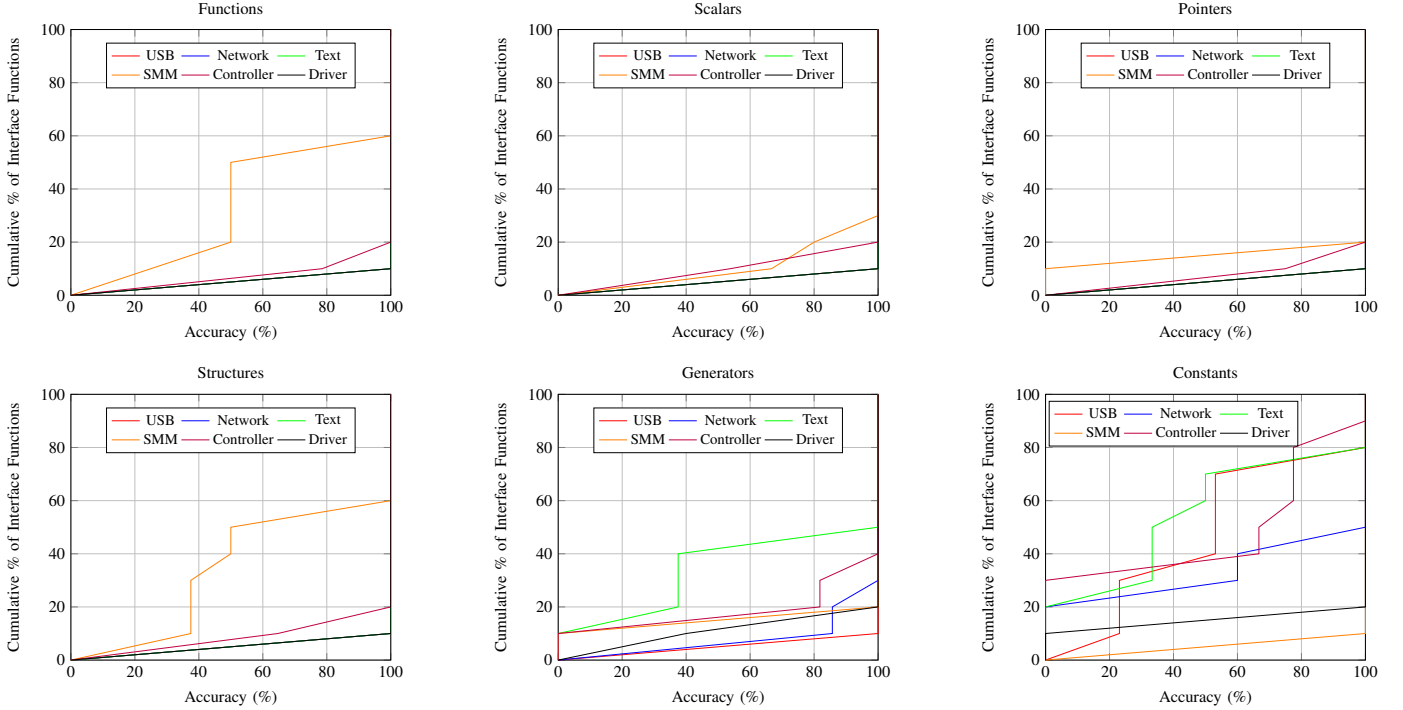 Functions
Cumulative % of Interface Functions
100
80
60
40
20
0
USB Network Text
SMM Controller Driver
0 20 40 60 80 100
Accuracy (%)
Scalars
Cumulative % of Interface Functions
100
80
60
40
20
0
USB Network Text
SMM Controller Driver
0 20 40 60 80 100
Accuracy (%)
Pointers
Cumulative % of Interface Functions
100
80
60
40
20
0
USB Network Text
SMM Controller Driver
0 20 40 60 80 100
Accuracy (%)
Structures
Cumulative % of Interface Functions
100
80
60
40
20
0
USB Network Text
SMM Controller Driver
0 20 40 60 80 100
Accuracy (%)
Generators
Cumulative % of Interface Functions
100
80
60
40
20
0
USB Network Text
SMM Controller Driver
0 20 40 60 80 100
Accuracy (%)
Constants
Cumulative % of Interface Functions
100
80
60
40
20
0
USB Network Text
SMM Controller Driver
0 20 40 60 80 100
Accuracy (%)